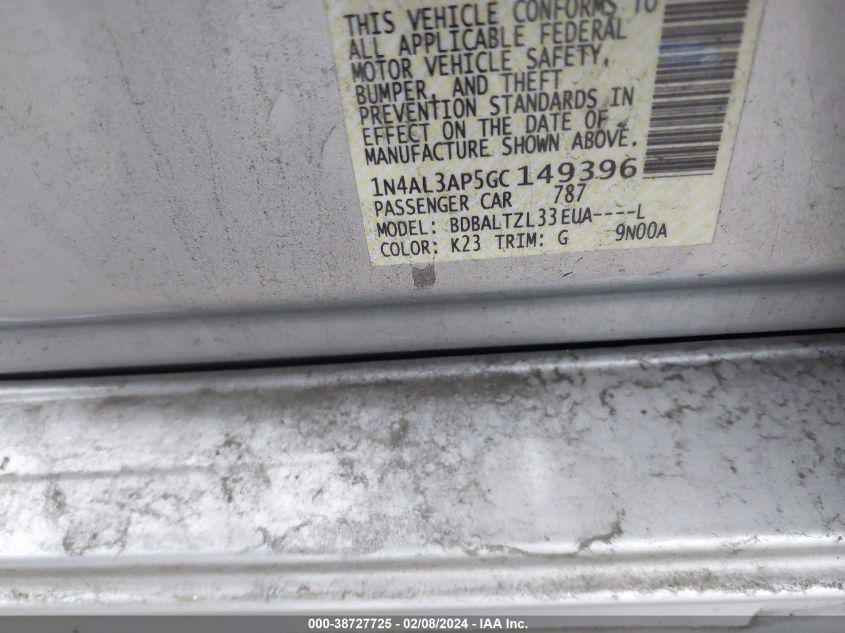 THIS VEHICLE CONFORMS TO
ALL APPLICABLE FEDERAL
MOTOR VEHICLE SAFETY,
BUMPER, AND THEFT
PREVENTION STANDARDS IN
EFFECT ON THE DATE OF
MANUFACTURE SHOWN ABOVE.
1N4AL3AP5GC149396
PASSENGER CAR 787
MODEL: BDBALTZL33EUA----L
COLOR: K23 TRIM: G 9N00A
000-38727725 - 02/08/2024 - IAA Inc.